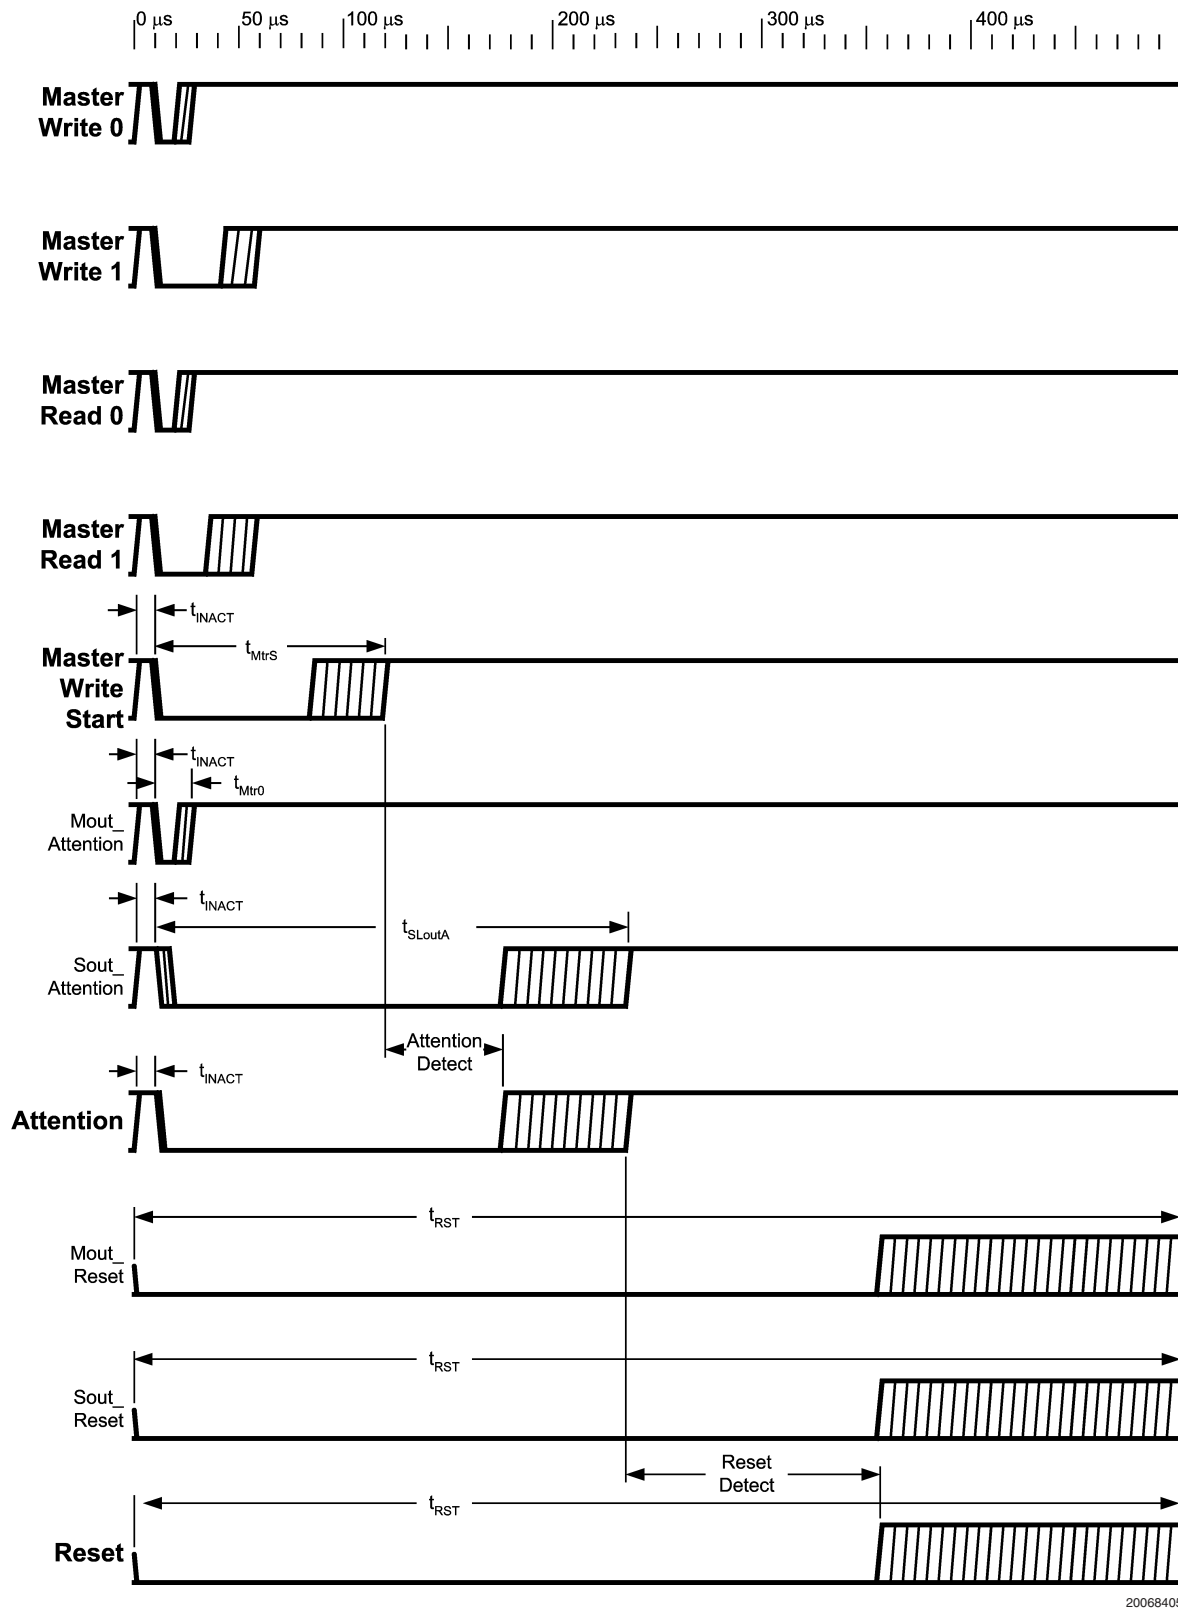 0 µs 50 µs 100 µs 200 µs 300 µs 400 µs
Master
Write 0
Master
Write 1
Master
Read 0
Master
Read 1
tINACT
tMtrS
Master
Write
Start
tINACT
tMtr0
Mout_
Attention
tINACT
tSLoutA
Sout_
Attention
Attention
Detect
tINACT
Attention
tRST
Mout_
Reset
tRST
Sout_
Reset
Reset
Detect
tRST
Reset
20068405